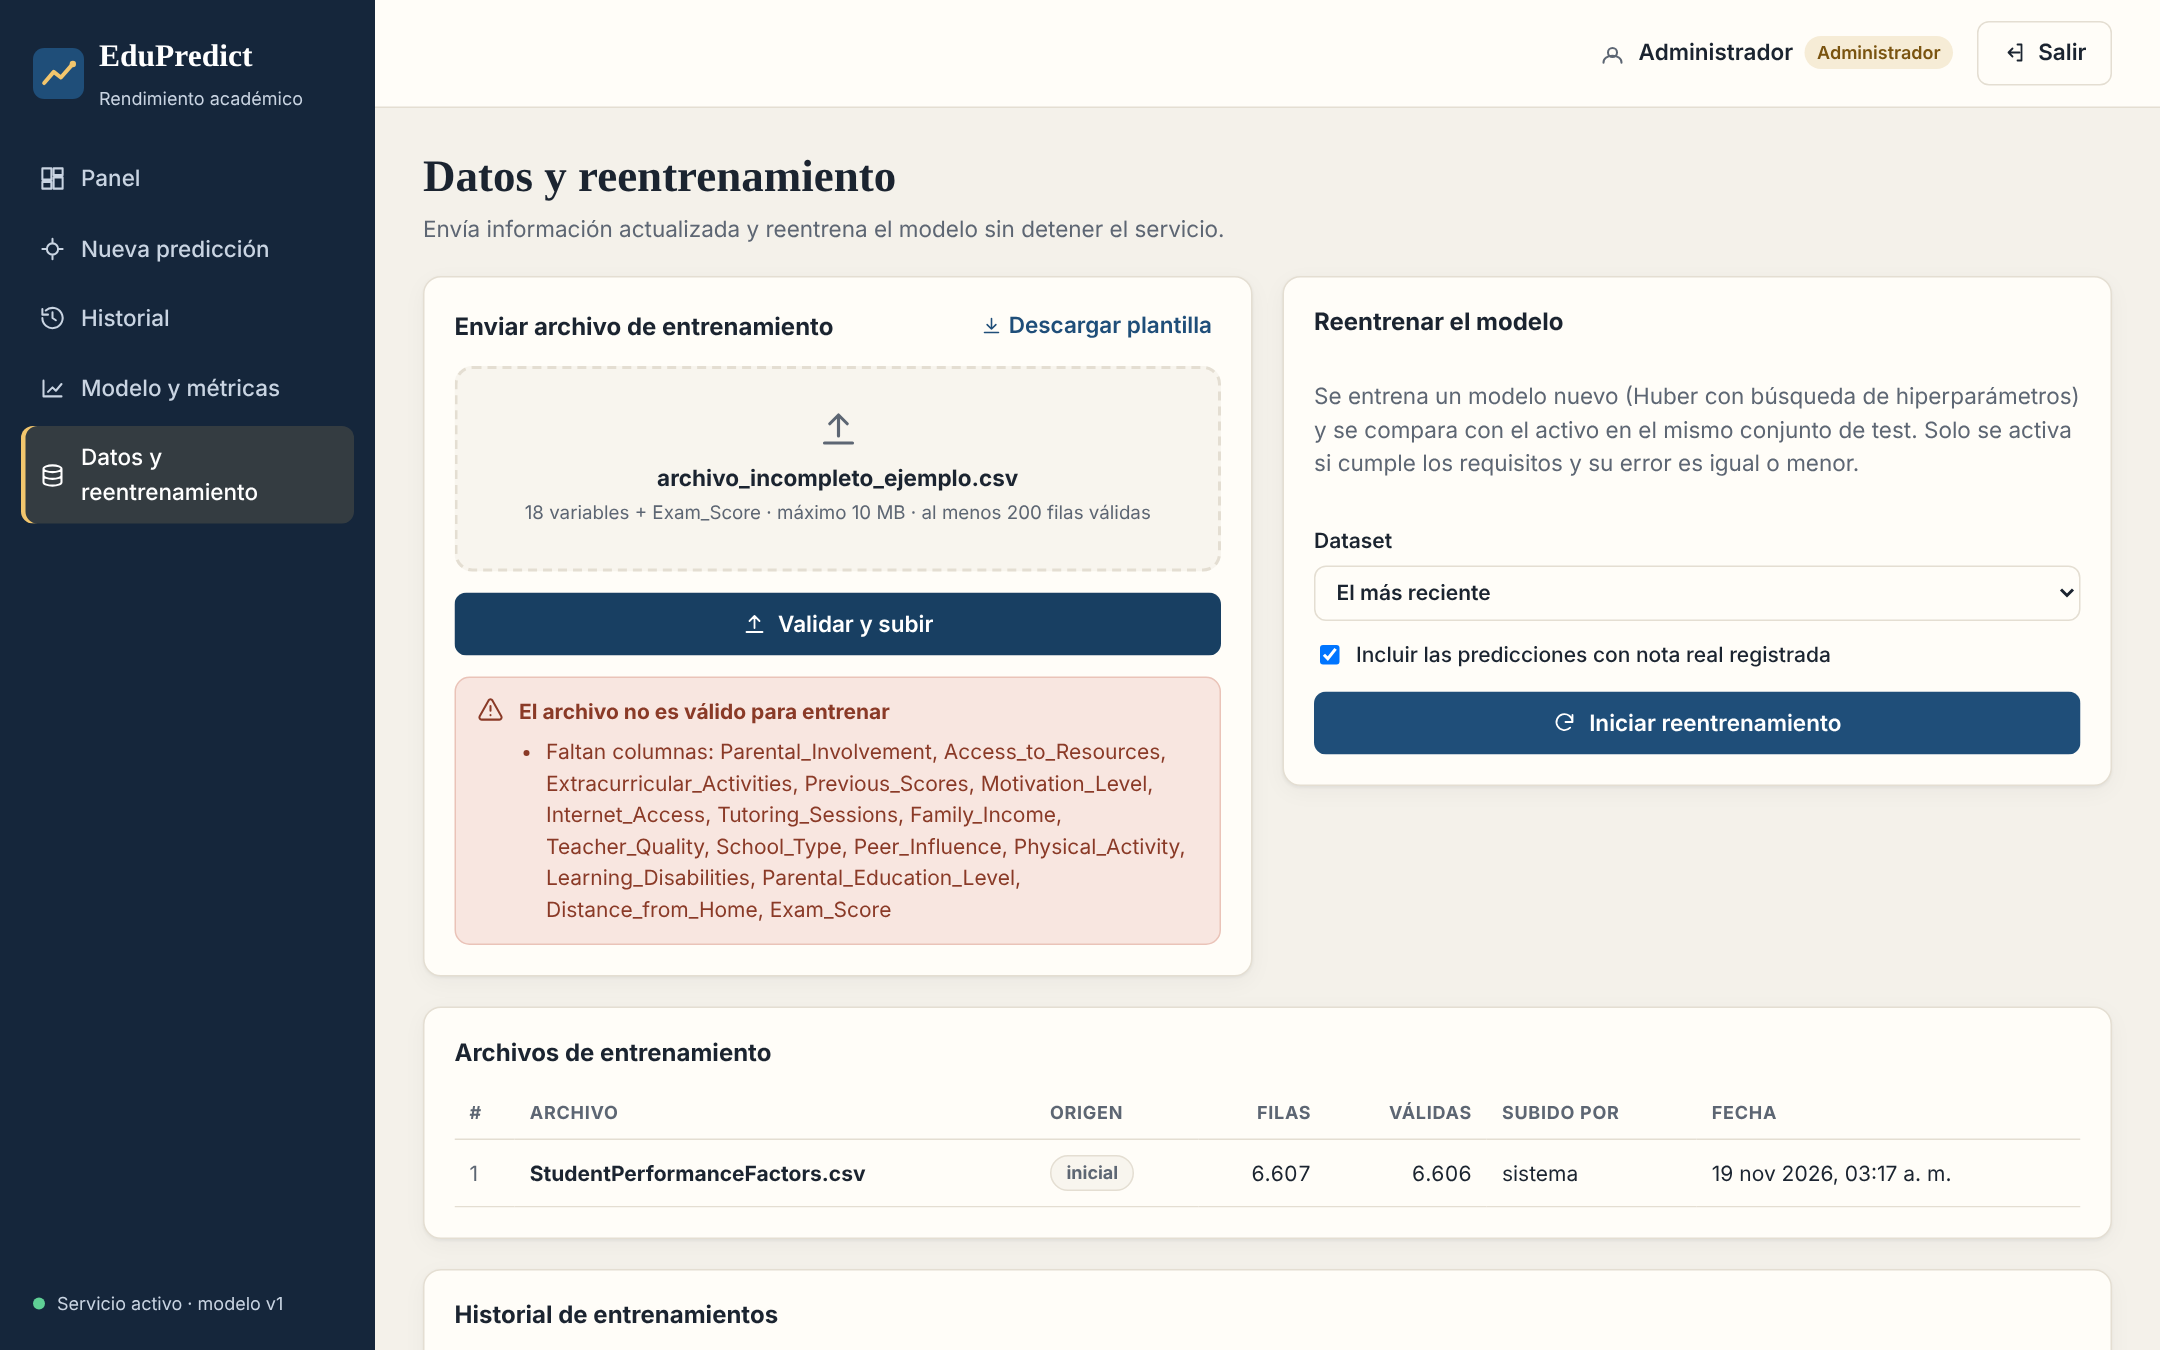 EduPredict
Rendimiento académico
Panel
Nueva predicción
Historial
Modelo y métricas
Datos y
reentrenamiento
Servicio activo · modelo v1
Administrador
Administrador
Salir
Datos y reentrenamiento
Envía información actualizada y reentrena el modelo sin detener el servicio.
Enviar archivo de entrenamiento
Descargar plantilla
archivo_incompleto_ejemplo.csv
18 variables + Exam_Score · máximo 10 MB · al menos 200 filas válidas
Validar y subir
El archivo no es válido para entrenar
• Faltan columnas: Parental_Involvement, Access_to_Resources,
Extracurricular_Activities, Previous_Scores, Motivation_Level,
Internet_Access, Tutoring_Sessions, Family_Income,
Teacher_Quality, School_Type, Peer_Influence, Physical_Activity,
Learning_Disabilities, Parental_Education_Level,
Distance_from_Home, Exam_Score
Reentrenar el modelo
Se entrena un modelo nuevo (Huber con búsqueda de hiperparámetros)
y se compara con el activo en el mismo conjunto de test. Solo se activa
si cumple los requisitos y su error es igual o menor.
Dataset
El más reciente
Incluir las predicciones con nota real registrada
Iniciar reentrenamiento
Archivos de entrenamiento
# ARCHIVO ORIGEN FILAS VÁLIDAS SUBIDO POR FECHA
1 StudentPerformanceFactors.csv inicial 6.607 6.606 sistema 19 nov 2026, 03:17 a. m.
Historial de entrenamientos